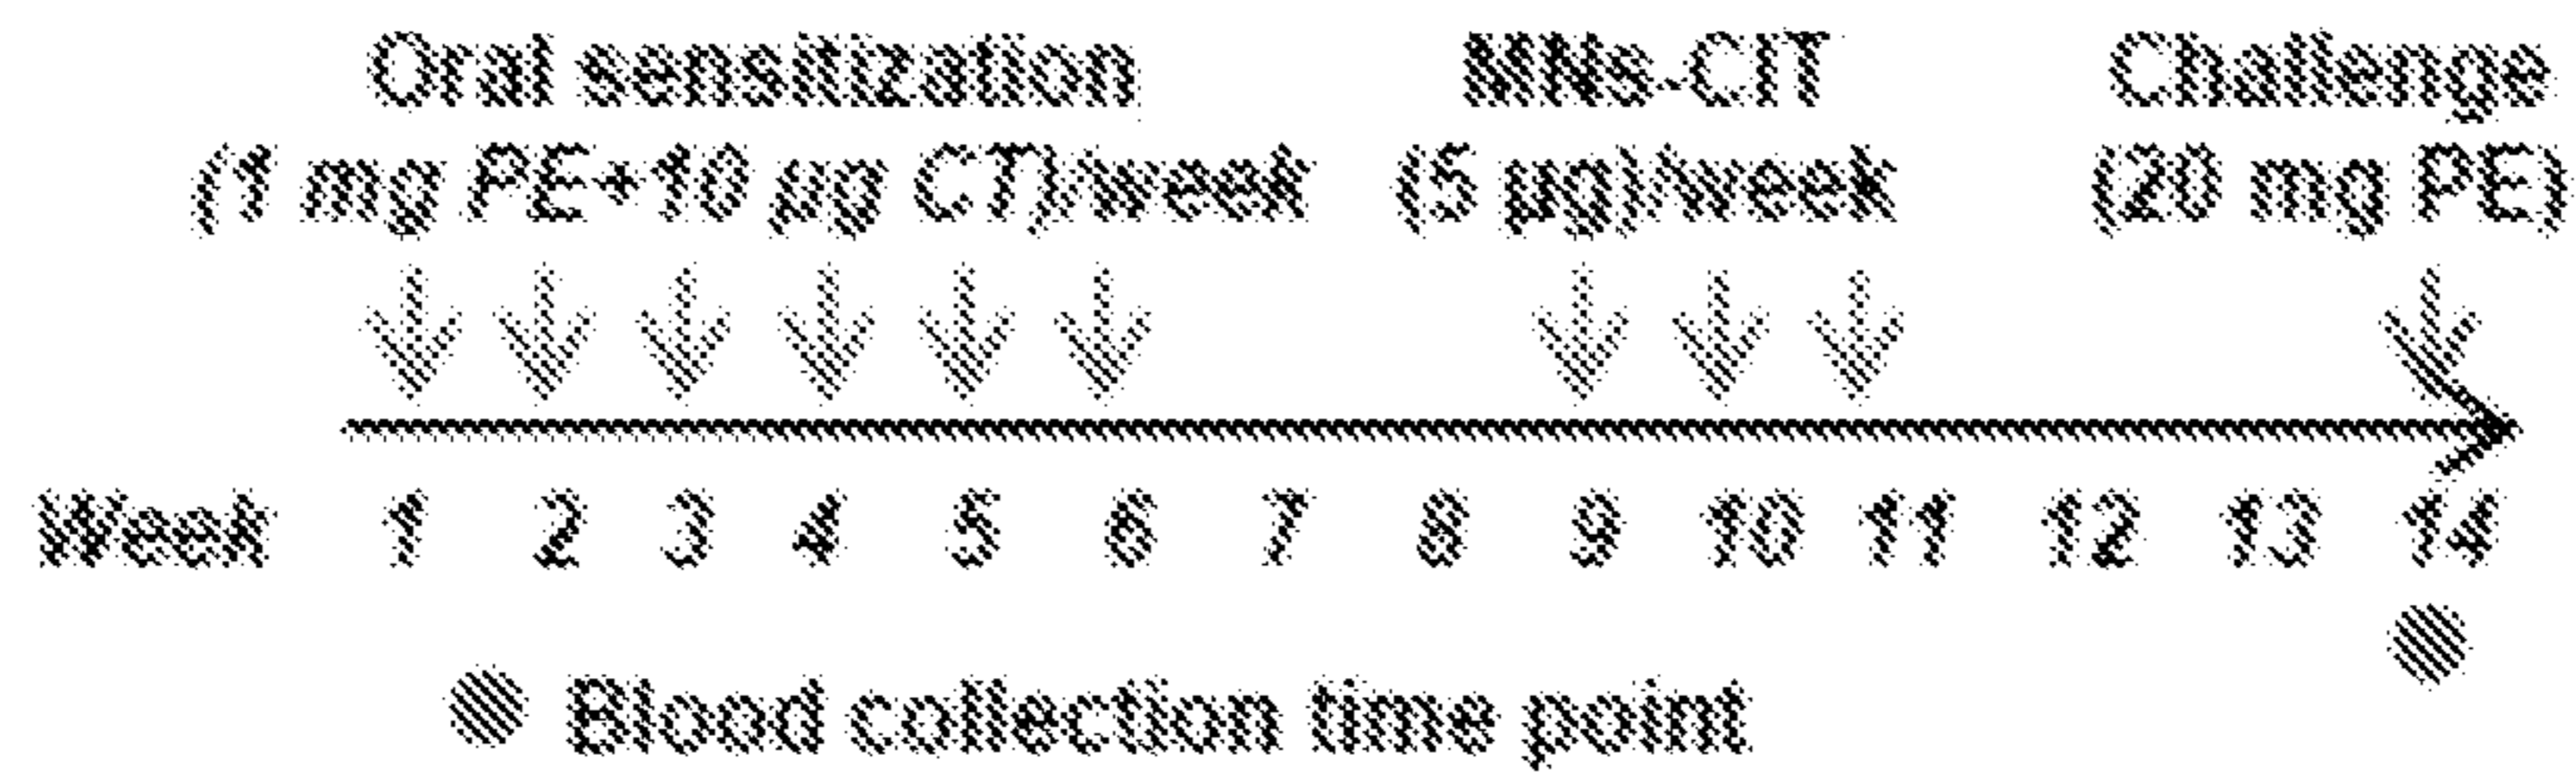 Oral sensitization
(1 mg PE+10 µg CT)/week
MNs-CIT
(5 µg)/week
Challenge
(20 mg PE)
Week 1 2 3 4 5 6 7 8 9 10 11 12 13 14
Blood collection time point